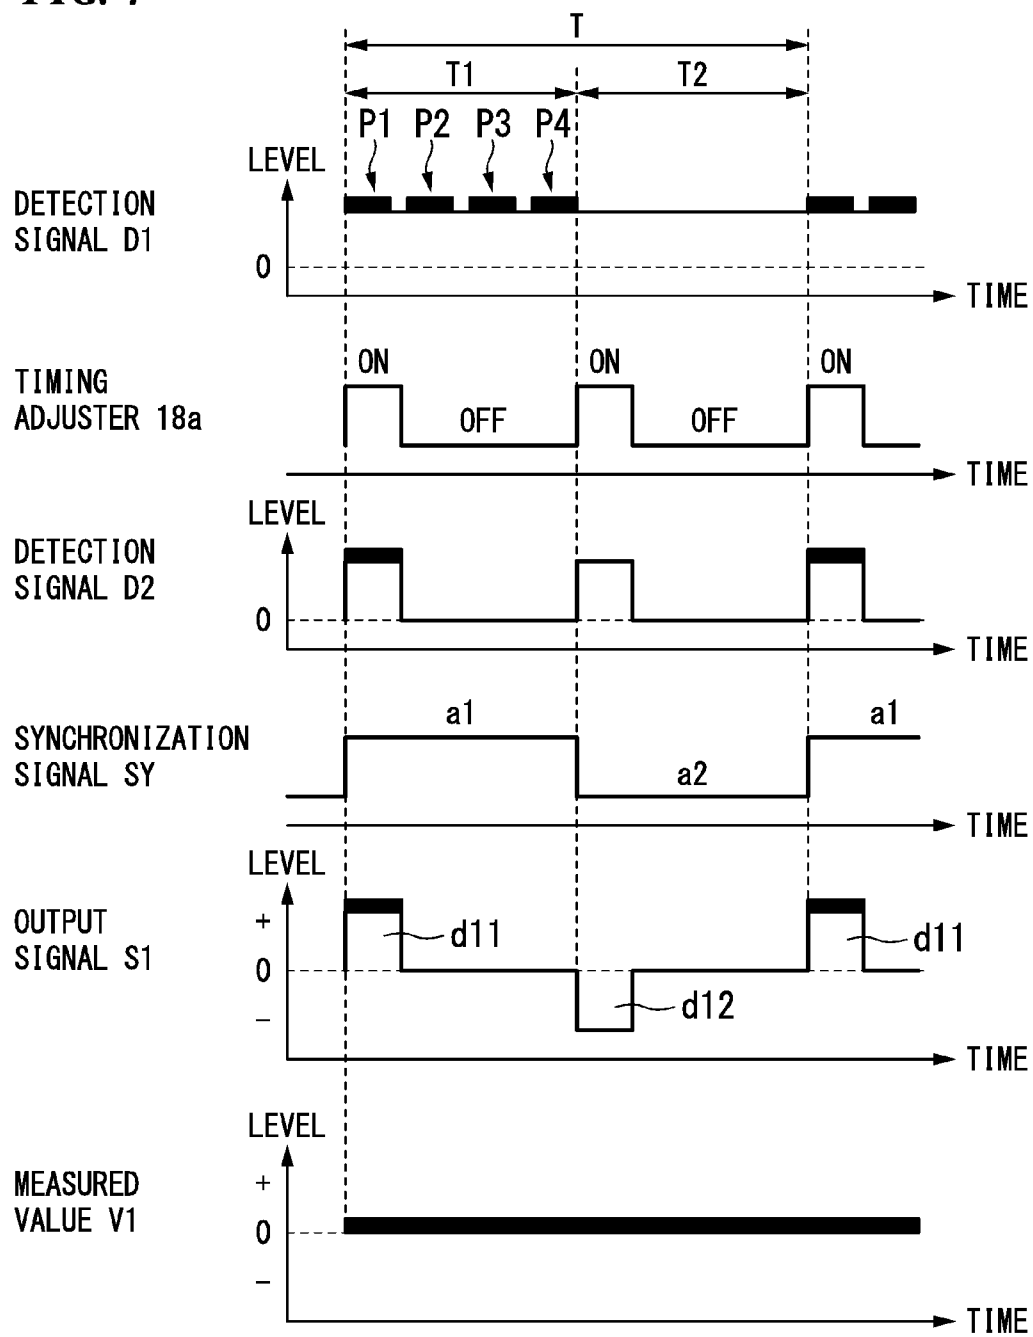 T
T1 T2
P1 P2 P3 P4
LEVEL
DETECTION
SIGNAL D1
0
TIME
ON ON ON
TIMING
ADJUSTER 18a
OFF OFF
TIME
LEVEL
DETECTION
SIGNAL D2
0
TIME
a1 a1
SYNCHRONIZATION
SIGNAL SY
a2
TIME
LEVEL
+
OUTPUT
SIGNAL S1
d11 d11
0
d12
−
TIME
LEVEL
+
MEASURED
VALUE V1
0
−
TIME